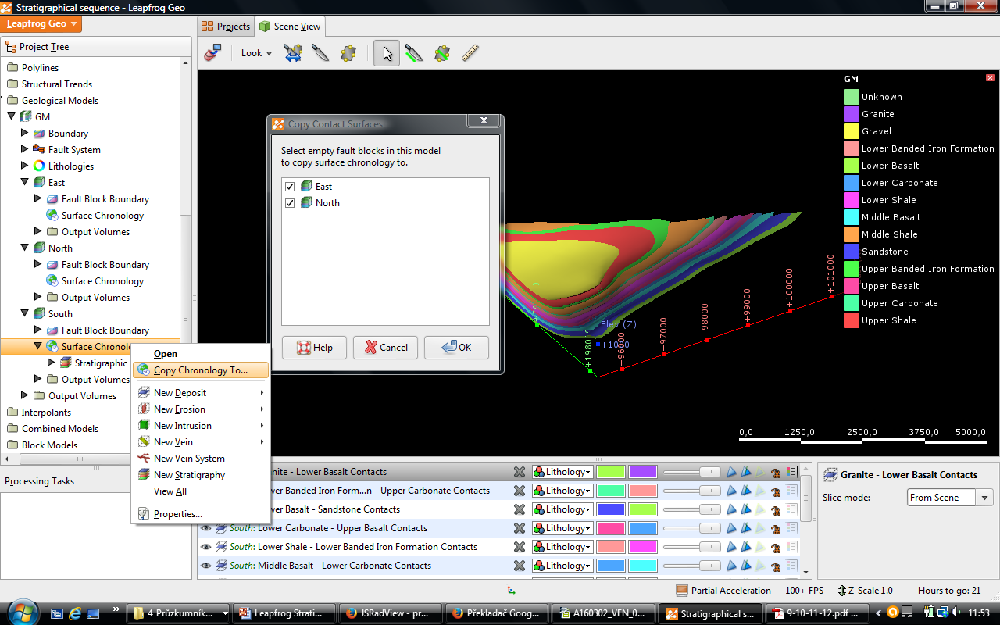 Stratigraphical sequence - Leapfrog Geo
Leapfrog Geo
Projects
Scene View
Project Tree
Look
Polylines
Structural Trends
Geological Models
GM
Boundary
Fault System
Lithologies
East
Fault Block Boundary
Surface Chronology
Output Volumes
North
Fault Block Boundary
Surface Chronology
Output Volumes
South
Fault Block Boundary
Surface Chronolo
Stratigraphic
Output Volumes
Output Volumes
Interpolants
Combined Models
Block Models
Processing Tasks
Open
Copy Chronology To...
New Deposit
New Erosion
New Intrusion
New Vein
New Vein System
New Stratigraphy
View All
Properties...
Copy Contact Surfaces
Select empty fault blocks in this model
to copy surface chronology to.
East
North
Help
Cancel
OK
GM
Unknown
Granite
Gravel
Lower Banded Iron Formation
Lower Basalt
Lower Carbonate
Lower Shale
Middle Basalt
Middle Shale
Sandstone
Upper Banded Iron Formation
Upper Basalt
Upper Carbonate
Upper Shale
Elev (Z)
+1000
+1980
+96000
+97000
+98000
+99000
+100000
+101000
0,0 1250,0 2500,0 3750,0 5000,0
nite - Lower Basalt Contacts Lithology
wer Banded Iron Form...n - Upper Carbonate Contacts Lithology
wer Basalt - Sandstone Contacts Lithology
South: Lower Carbonate - Upper Basalt Contacts Lithology
South: Lower Shale - Lower Banded Iron Formation Contacts Lithology
South: Middle Basalt - Lower Carbonate Contacts Lithology
Granite - Lower Basalt Contacts
Slice mode: From Scene
Partial Acceleration 100+ FPS Z-Scale 1.0 Hours to go: 21
4 Průzkumník...
Leapfrog Strati...
JSRadView - pr...
Překladač Goog...
A160302_VEN_0...
Stratigraphical s...
9-10-11-12.pdf ...
11:53